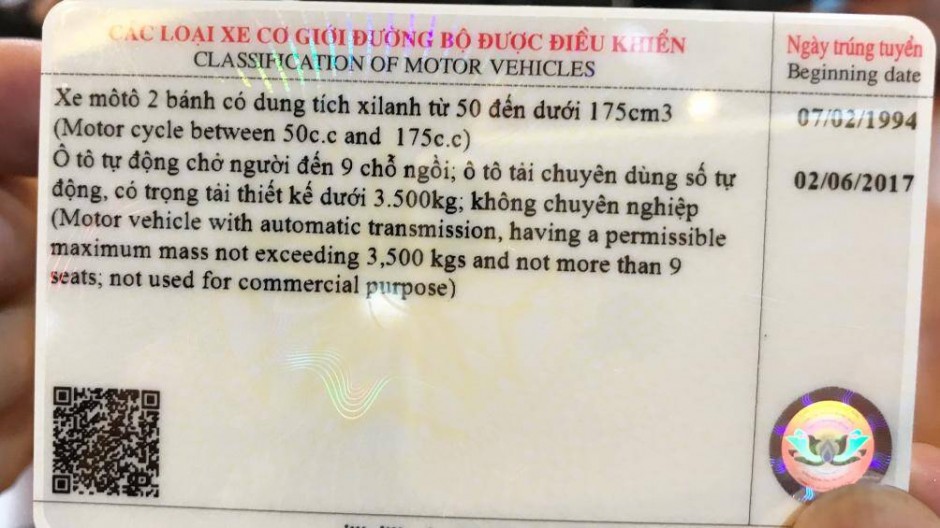 CÁC LOẠI XE CƠ GIỚI ĐƯỜNG BỘ ĐƯỢC ĐIỀU KHIỂN
CLASSIFICATION OF MOTOR VEHICLES
Ngày trúng tuyển
Beginning date
Xe môtô 2 bánh có dung tích xilanh từ 50 đến dưới 175cm3
(Motor cycle between 50c.c and 175c.c)
07/02/1994
Ô tô tự động chở người đến 9 chỗ ngồi; ô tô tải chuyên dùng số tự
động, có trọng tải thiết kế dưới 3.500kg; không chuyên nghiệp
(Motor vehicle with automatic transmission, having a permissible
maximum mass not exceeding 3,500 kgs and not more than 9
seats; not used for commercial purpose)
02/06/2017